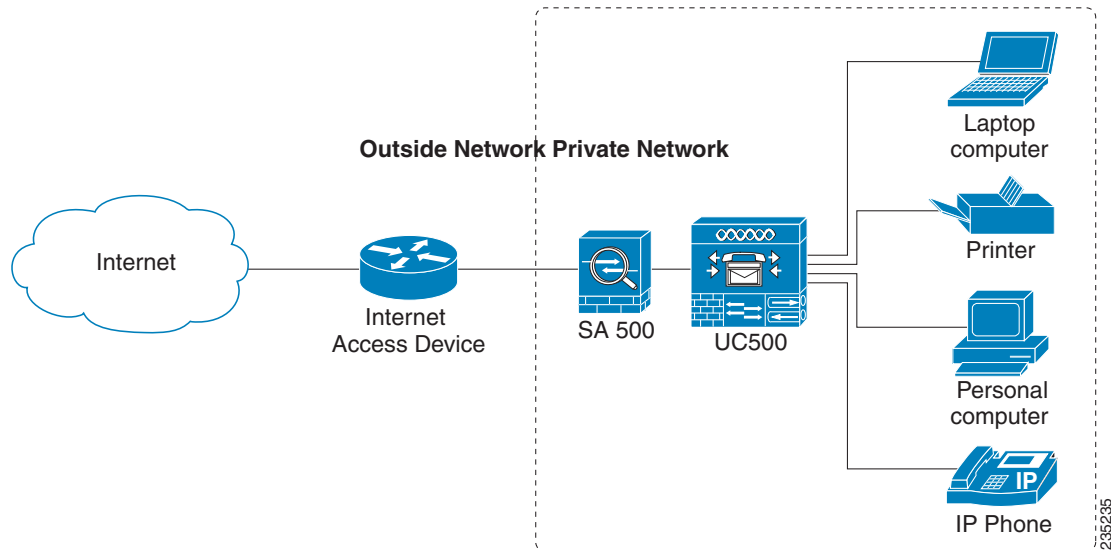 Outside Network Private Network
Internet
Internet
Access Device
SA 500
UC500
Laptop
computer
Printer
Personal
computer
IP
IP Phone
235235